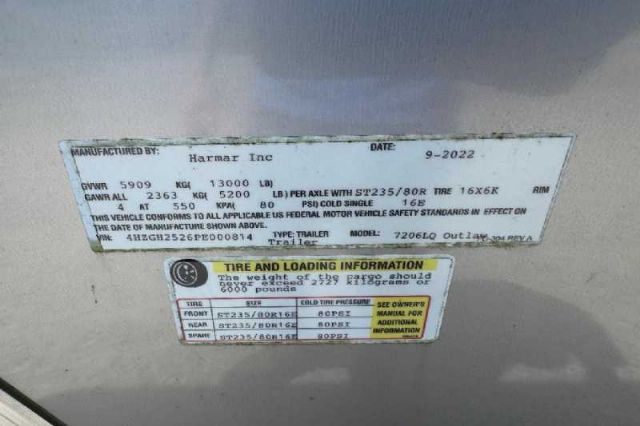 MANUFACTURED BY: Harmar Inc DATE: 9-2022
GVWR 5909 KG( 13000 LB)
GAWR ALL 2363 KG( 5200 LB) PER AXLE WITH ST235/80R TIRE 16X6K RIM
4 AT 550 KPA( 80 PSI) COLD SINGLE 16E
THIS VEHICLE CONFORMS TO ALL APPLICABLE US FEDERAL MOTOR VEHICLE SAFETY STANDARDS IN EFFECT ON
THE DATE OF MANUFACTURE SHOWN ABOVE.
VIN: 4HZGH2526PE000814 TYPE: TRAILER MODEL: 7206LQ Outlaw
Trailer
TIRE AND LOADING INFORMATION
The weight of the cargo should
never exceed 2727 kilograms or
6000 pounds
TIRE SIZE COLD TIRE PRESSURE
FRONT ST235/80R16E 80PSI
REAR ST235/80R16E 80PSI
SPARE ST235/80R16E 80PSI
SEE OWNER'S
MANUAL FOR
ADDITIONAL
INFORMATION